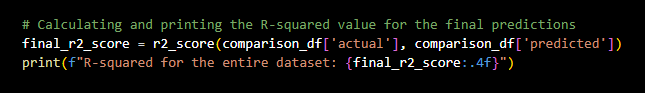 # Calculating and printing the R-squared value for the final predictions
final_r2_score = r2_score(comparison_df['actual'], comparison_df['predicted'])
print(f"R-squared for the entire dataset: {final_r2_score:.4f}")